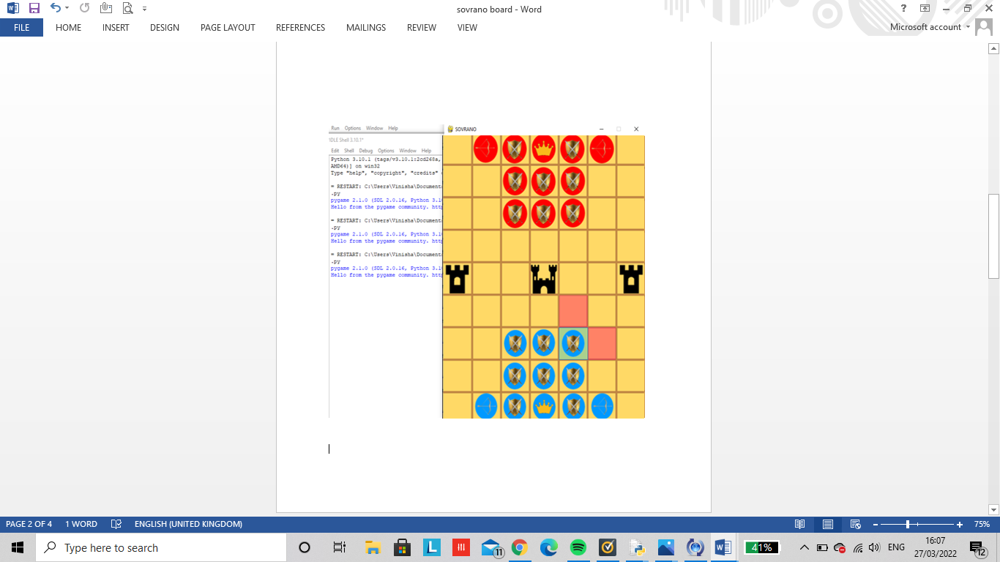 sovrano board - Word
?
FILE HOME INSERT DESIGN PAGE LAYOUT REFERENCES MAILINGS REVIEW VIEW
Microsoft account
Run Options Window Help
IDLE Shell 3.10.1*
Edit Shell Debug Options Window Help
Python 3.10.1 (tags/v3.10.1:2cd268a,
AMD64)] on win32
Type "help", "copyright", "credits"
= RESTART: C:\Users\Vinisha\Document
.py
pygame 2.1.0 (SDL 2.0.16, Python 3.1
Hello from the pygame community. htt
= RESTART: C:\Users\Vinisha\Document
.py
pygame 2.1.0 (SDL 2.0.16, Python 3.1
Hello from the pygame community. htt
= RESTART: C:\Users\Vinisha\Document
.py
pygame 2.1.0 (SDL 2.0.16, Python 3.1
Hello from the pygame community. htt
SOVRANO
PAGE 2 OF 4 1 WORD ENGLISH (UNITED KINGDOM) 75%
Type here to search
L
11
41%
ENG
16:07
27/03/2022
12